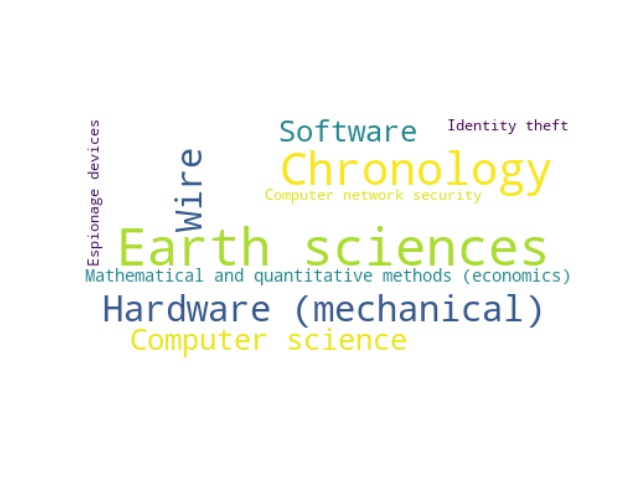 Espionage devices
Wire
Software
Identity theft
Chronology
Computer network security
Earth sciences
Mathematical and quantitative methods (economics)
Hardware (mechanical)
Computer science